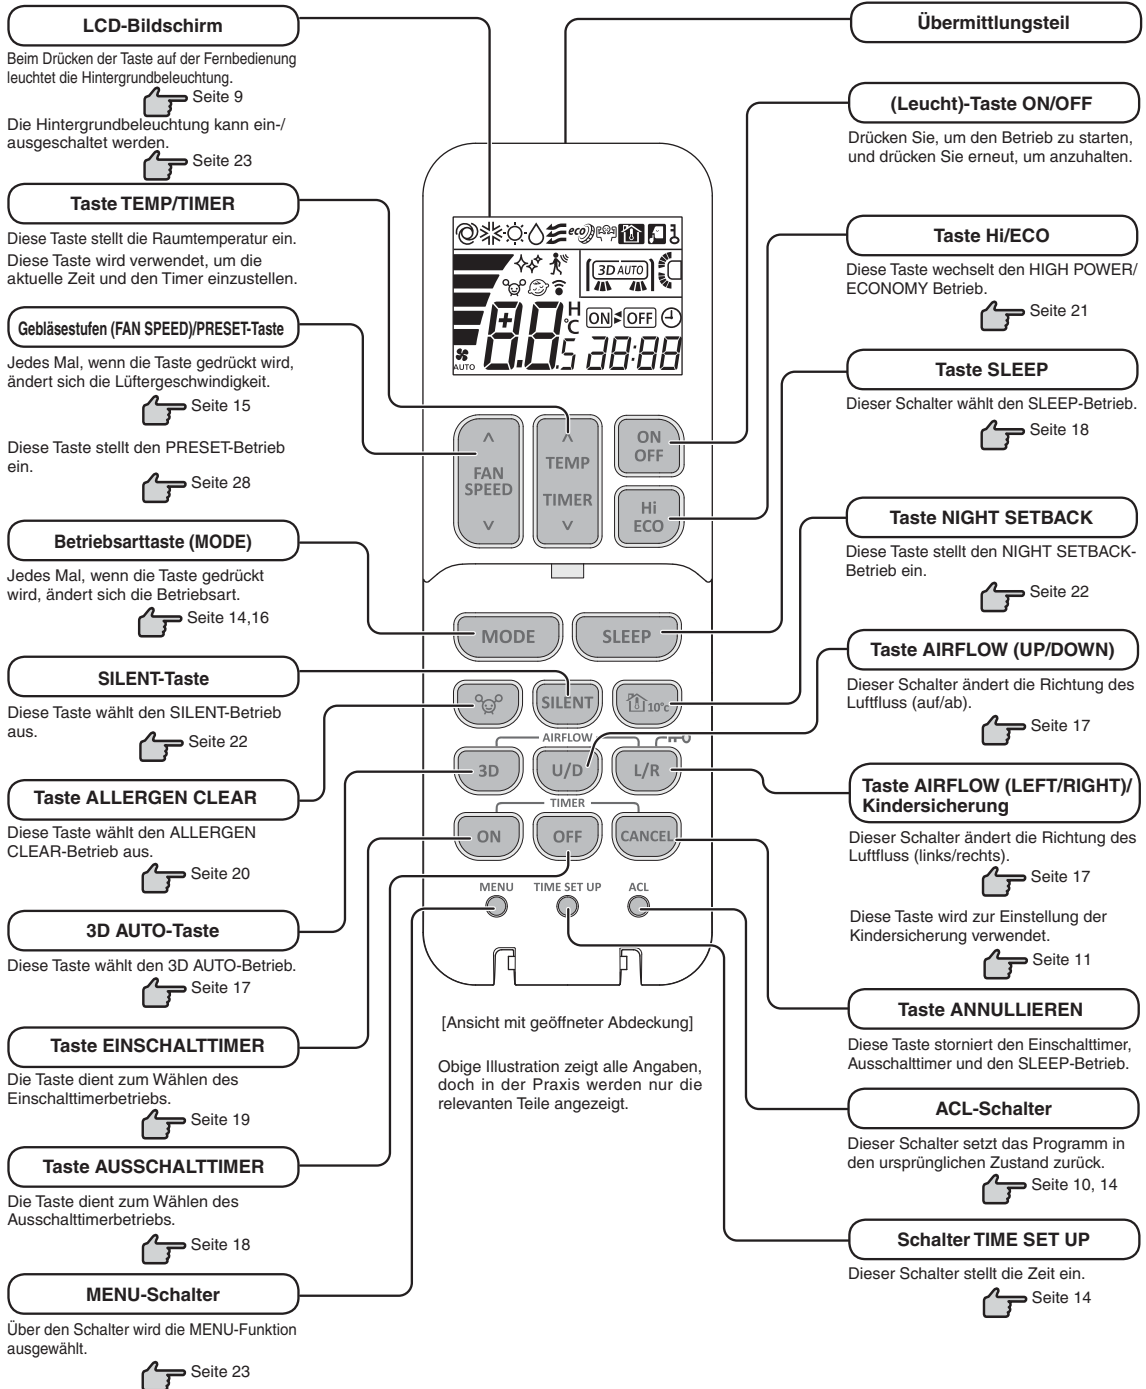 LCD-Bildschirm
Beim Drücken der Taste auf der Fernbedienung
leuchtet die Hintergrundbeleuchtung.
Seite 9
Die Hintergrundbeleuchtung kann ein-/
ausgeschaltet werden.
Seite 23
Taste TEMP/TIMER
Diese Taste stellt die Raumtemperatur ein.
Diese Taste wird verwendet, um die
aktuelle Zeit und den Timer einzustellen.
Gebläsestufen (FAN SPEED)/PRESET-Taste
Jedes Mal, wenn die Taste gedrückt wird,
ändert sich die Lüftergeschwindigkeit.
Seite 15
Diese Taste stellt den PRESET-Betrieb
ein.
Seite 28
Betriebsarttaste (MODE)
Jedes Mal, wenn die Taste gedrückt
wird, ändert sich die Betriebsart.
Seite 14,16
SILENT-Taste
Diese Taste wählt den SILENT-Betrieb
aus.
Seite 22
Taste ALLERGEN CLEAR
Diese Taste wählt den ALLERGEN
CLEAR-Betrieb aus.
Seite 20
3D AUTO-Taste
Diese Taste wählt den 3D AUTO-Betrieb.
Seite 17
Taste EINSCHALTTIMER
Die Taste dient zum Wählen des
Einschalttimerbetriebs.
Seite 19
Taste AUSSCHALTTIMER
Die Taste dient zum Wählen des
Ausschalttimerbetriebs.
Seite 18
MENU-Schalter
Über den Schalter wird die MENU-Funktion
ausgewählt.
Seite 23
eco
3D AUTO
H
°C
ON OFF
AUTO
8.8.5 28:88
FAN
SPEED
TEMP
TIMER
ON
OFF
Hi
ECO
MODE
SLEEP
SILENT
10°c
AIRFLOW
3D
U/D
L/R
TIMER
ON
OFF
CANCEL
MENU
TIME SET UP
ACL
[Ansicht mit geöffneter Abdeckung]
Obige Illustration zeigt alle Angaben,
doch in der Praxis werden nur die
relevanten Teile angezeigt.
Übermittlungsteil
(Leucht)-Taste ON/OFF
Drücken Sie, um den Betrieb zu starten,
und drücken Sie erneut, um anzuhalten.
Taste Hi/ECO
Diese Taste wechselt den HIGH POWER/
ECONOMY Betrieb.
Seite 21
Taste SLEEP
Dieser Schalter wählt den SLEEP-Betrieb.
Seite 18
Taste NIGHT SETBACK
Diese Taste stellt den NIGHT SETBACK-
Betrieb ein.
Seite 22
Taste AIRFLOW (UP/DOWN)
Dieser Schalter ändert die Richtung des
Luftfluss (auf/ab).
Seite 17
Taste AIRFLOW (LEFT/RIGHT)/
Kindersicherung
Dieser Schalter ändert die Richtung des
Luftfluss (links/rechts).
Seite 17
Diese Taste wird zur Einstellung der
Kindersicherung verwendet.
Seite 11
Taste ANNULLIEREN
Diese Taste storniert den Einschalttimer,
Ausschalttimer und den SLEEP-Betrieb.
ACL-Schalter
Dieser Schalter setzt das Programm in
den ursprünglichen Zustand zurück.
Seite 10, 14
Schalter TIME SET UP
Dieser Schalter stellt die Zeit ein.
Seite 14